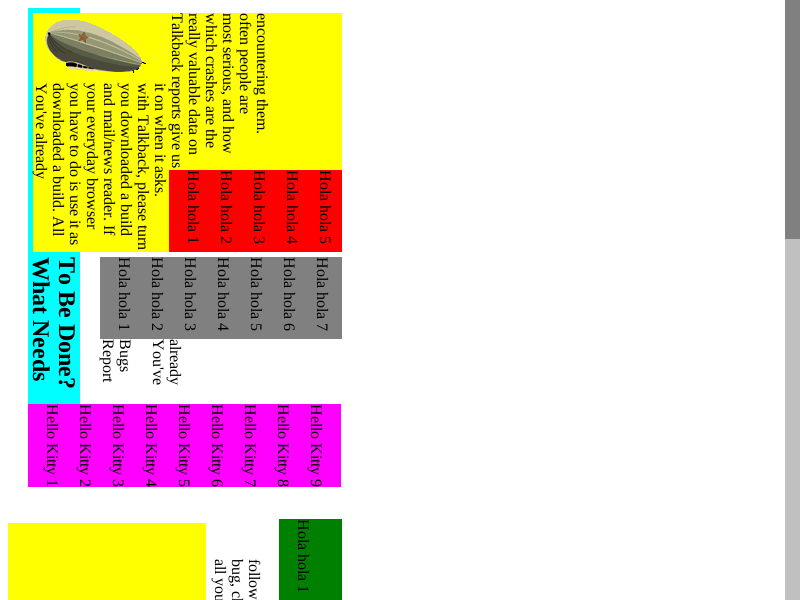 You've already
downloaded a build. All
you have to do is use it as
your everyday browser
and mail/news reader. If
you downloaded a build
with Talkback, please turn
it on when it asks.
Talkback reports give us
really valuable data on
which crashes are the
most serious, and how
often people are
encountering them.
Hola hola 1
Hola hola 2
Hola hola 3
Hola hola 4
Hola hola 5
What Needs
To Be Done?
Hola hola 1
Hola hola 2
Hola hola 3
Hola hola 4
Hola hola 5
Hola hola 6
Hola hola 7
Report
Bugs
You've
already
Hello Kitty 1
Hello Kitty 2
Hello Kitty 3
Hello Kitty 4
Hello Kitty 5
Hello Kitty 6
Hello Kitty 7
Hello Kitty 8
Hello Kitty 9
all you
bug,
follow
Hola hola 1